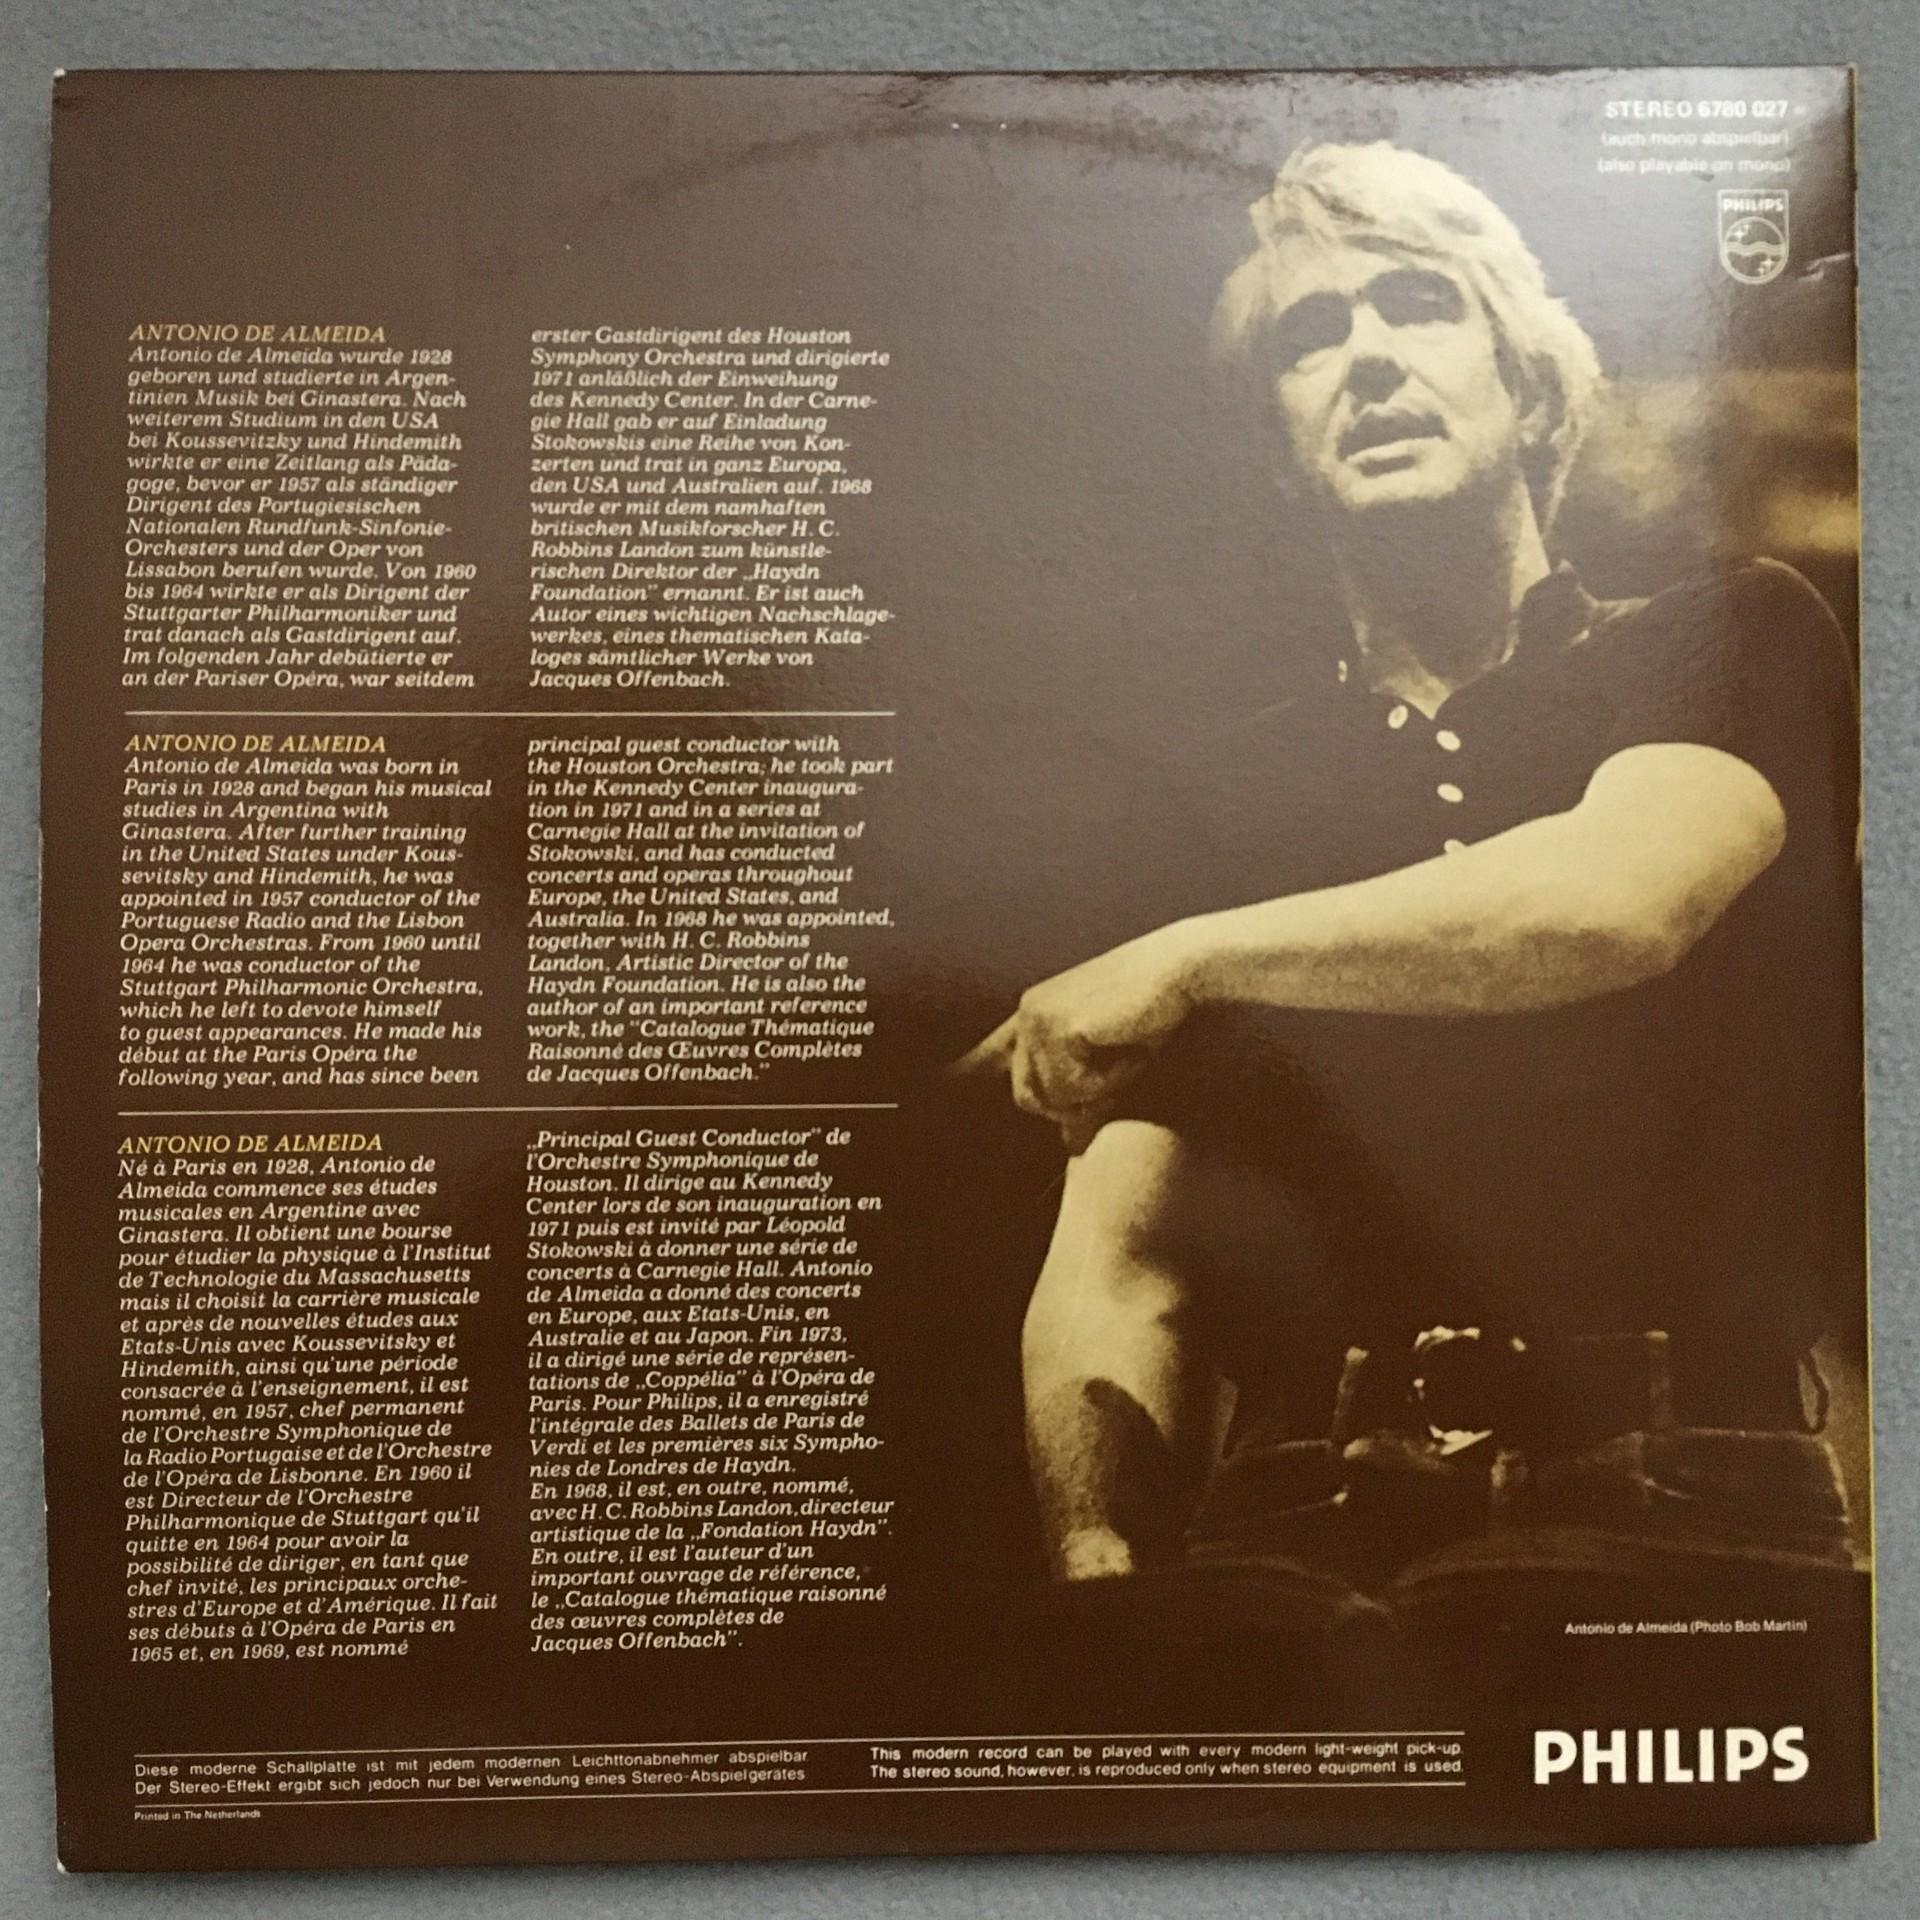 STEREO 6780 027
(auch mono abspielbar)
(also playable on mono)
PHILIPS
ANTONIO DE ALMEIDA
Antonio de Almeida wurde 1928
geboren und studierte in Argen-
tinien Musik bei Ginastera. Nach
weiterem Studium in den USA
bei Koussevitzky und Hindemith
wirkte er eine Zeitlang als Päda-
goge, bevor er 1957 als ständiger
Dirigent des Portugiesischen
Nationalen Rundfunk-Sinfonie-
Orchesters und der Oper von
Lissabon berufen wurde. Von 1960
bis 1964 wirkte er als Dirigent der
Stuttgarter Philharmoniker und
trat danach als Gastdirigent auf.
Im folgenden Jahr debütierte er
an der Pariser Opéra, war seitdem
erster Gastdirigent des Houston
Symphony Orchestra und dirigierte
1971 anläßlich der Einweihung
des Kennedy Center. In der Carne-
gie Hall gab er auf Einladung
Stokowskis eine Reihe von Kon-
zerten und trat in ganz Europa,
den USA und Australien auf. 1968
wurde er mit dem namhaften
britischen Musikforscher H. C.
Robbins Landon zum künstle-
rischen Direktor der „Haydn
Foundation" ernannt. Er ist auch
Autor eines wichtigen Nachschlage-
werkes, eines thematischen Kata-
loges sämtlicher Werke von
Jacques Offenbach.
ANTONIO DE ALMEIDA
Antonio de Almeida was born in
Paris in 1928 and began his musical
studies in Argentina with
Ginastera. After further training
in the United States under Kous-
sevitsky and Hindemith, he was
appointed in 1957 conductor of the
Portuguese Radio and the Lisbon
Opera Orchestras. From 1960 until
1964 he was conductor of the
Stuttgart Philharmonic Orchestra,
which he left to devote himself
to guest appearances. He made his
début at the Paris Opéra the
following year, and has since been
principal guest conductor with
the Houston Orchestra; he took part
in the Kennedy Center inaugura-
tion in 1971 and in a series at
Carnegie Hall at the invitation of
Stokowski, and has conducted
concerts and operas throughout
Europe, the United States, and
Australia. In 1968 he was appointed,
together with H. C. Robbins
Landon, Artistic Director of the
Haydn Foundation. He is also the
author of an important reference
work, the "Catalogue Thématique
Raisonné des Œuvres Complètes
de Jacques Offenbach."
ANTONIO DE ALMEIDA
Né à Paris en 1928, Antonio de
Almeida commence ses études
musicales en Argentine avec
Ginastera. Il obtient une bourse
pour étudier la physique à l'Institut
de Technologie du Massachusetts
mais il choisit la carrière musicale
et après de nouvelles études aux
Etats-Unis avec Koussevitsky et
Hindemith, ainsi qu'une période
consacrée à l'enseignement, il est
nommé, en 1957, chef permanent
de l'Orchestre Symphonique de
la Radio Portugaise et de l'Orchestre
de l'Opéra de Lisbonne. En 1960 il
est Directeur de l'Orchestre
Philharmonique de Stuttgart qu'il
quitte en 1964 pour avoir la
possibilité de diriger, en tant que
chef invité, les principaux orche-
stres d'Europe et d'Amérique. Il fait
ses débuts à l'Opéra de Paris en
1965 et, en 1969, est nommé
„Principal Guest Conductor" de
l'Orchestre Symphonique de
Houston. Il dirige au Kennedy
Center lors de son inauguration en
1971 puis est invité par Léopold
Stokowski à donner une série de
concerts à Carnegie Hall. Antonio
de Almeida a donné des concerts
en Europe, aux Etats-Unis, en
Australie et au Japon. Fin 1973,
il a dirigé une série de représen-
tations de „Coppélia" à l'Opéra de
Paris. Pour Philips, il a enregistré
l'intégrale des Ballets de Paris de
Verdi et les premières six Sympho-
nies de Londres de Haydn.
En 1968, il est, en outre, nommé,
avec H. C. Robbins Landon, directeur
artistique de la „Fondation Haydn".
En outre, il est l'auteur d'un
important ouvrage de référence,
le „Catalogue thématique raisonné
des œuvres complètes de
Jacques Offenbach".
Antonio de Almeida (Photo Bob Martin)
Diese moderne Schallplatte ist mit jedem modernen Leichttonabnehmer abspielbar
Der Stereo-Effekt ergibt sich jedoch nur bei Verwendung eines Stereo-Abspielgerätes
This modern record can be played with every modern light-weight pick-up.
The stereo sound, however, is reproduced only when stereo equipment is used.
PHILIPS
Printed in The Netherlands